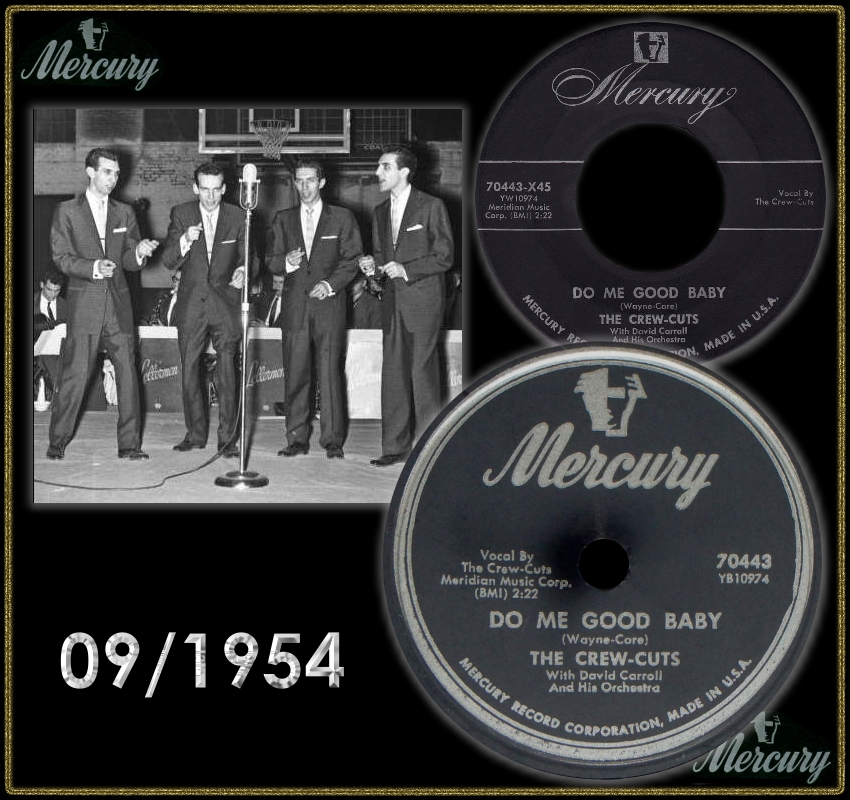 Mercury
Mercury
70443-X45
YW10974
Meridian Music
Corp. (BMI) 2:22
Vocal By
The Crew-Cuts
DO ME GOOD BABY
(Wayne-Care)
THE CREW-CUTS
With David Carroll
And His Orchestra
MERCURY RE
ON, MADE IN U.S.A.
Lettermen
Lettermen
Mercury
Vocal By
The Crew-Cuts
Meridian Music Corp.
(BMI) 2:22
70443
YB10974
DO ME GOOD BABY
(Wayne-Care)
THE CREW-CUTS
With David Carroll
And His Orchestra
MERCURY RECORD CORPORATION, MADE IN U.S.A.
09/1954
Mercury